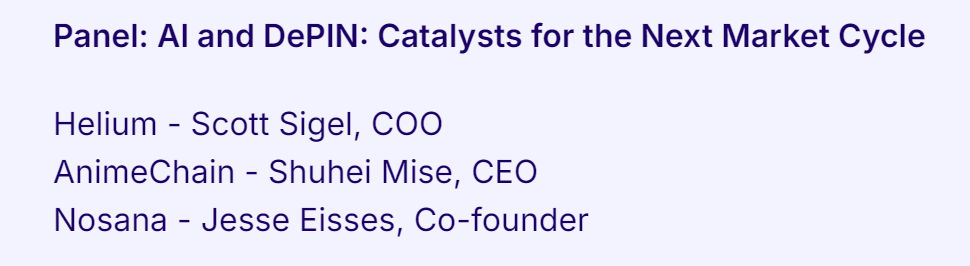 Panel: AI and DePIN: Catalysts for the Next Market Cycle
Helium - Scott Sigel, COO
AnimeChain - Shuhei Mise, CEO
Nosana - Jesse Eisses, Co-founder